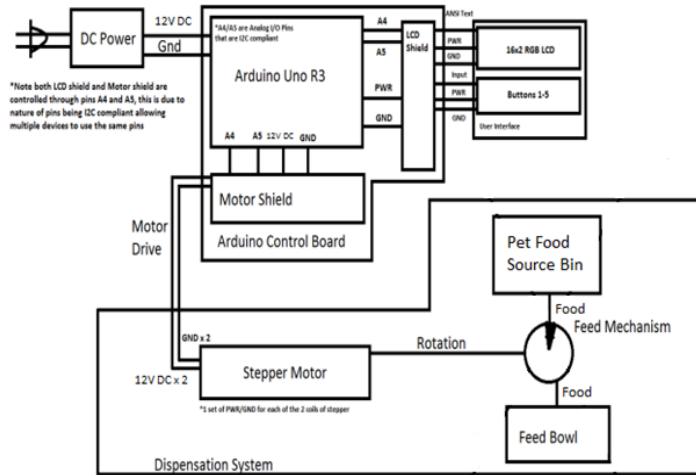 12V DC
Gnd
DC Power
*Note both LCD shield and Motor shield are
controlled through pins A4 and A5, this is due to
nature of pins being I2C compliant allowing
multiple devices to use the same pins
*A4/A5 are Analog I/O Pins
that are I2C compliant
Arduino Uno R3
A4
A5
PWR
GND
A4
A5
12V DC
GND
LCD
Shield
ANSI Text
PWR
GND
Input
PWR
GND
16x2 RGB LCD
Buttons 1-5
User Interface
Motor Shield
Arduino Control Board
Motor
Drive
Pet Food
Source Bin
Food
Feed Mechanism
GND x 2
12V DC x 2
Stepper Motor
Rotation
*1 set of PWR/GND for each of the 2 coils of stepper
Food
Feed Bowl
Dispensation System